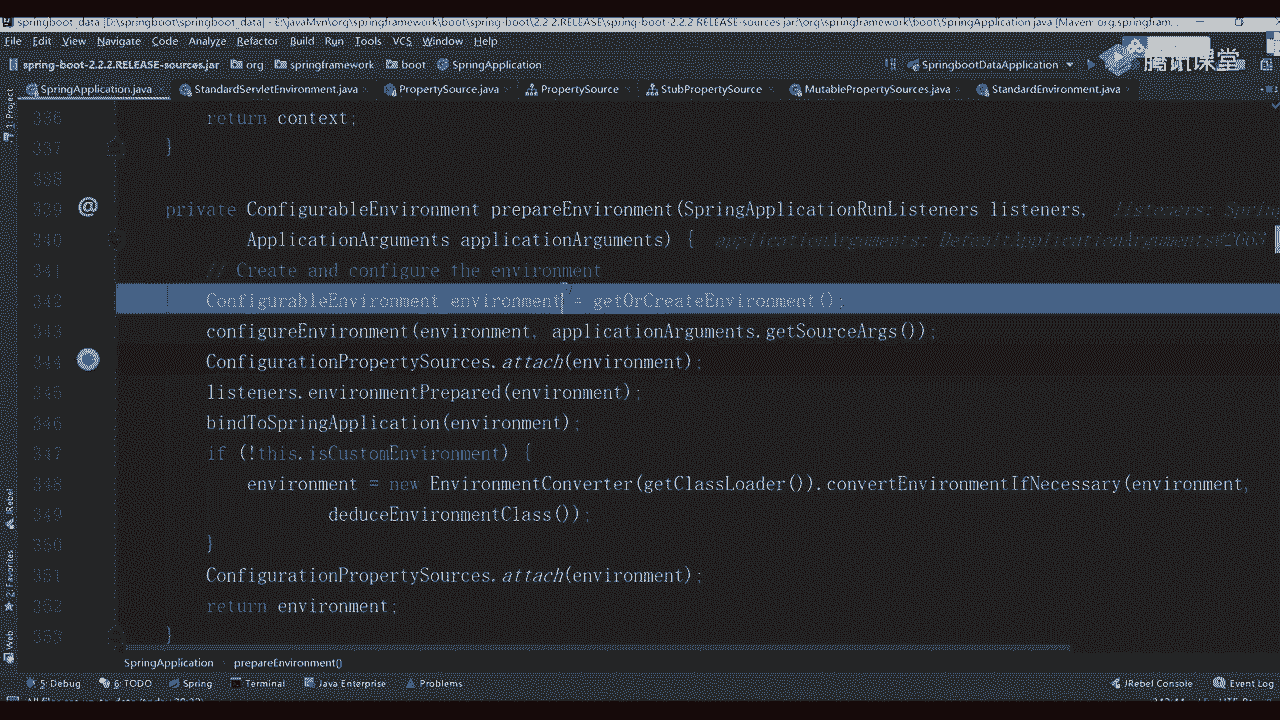 springboot_data [D:\springboot\springboot_data] - E:\javaMvn\org\springframework\boot\spring-boot\2.2.2.RELEASE\spring-boot-2.2.2.RELEASE-sources.jar!\org\springframework\boot\SpringApplication.java [Maven: org.springfram...
File Edit View Navigate Code Analyze Refactor Build Run Tools VCS Window Help
spring-boot-2.2.2.RELEASE-sources.jar org springframework boot SpringApplication SpringbootDataApplication 腾讯课堂
SpringApplication.java StandardServletEnvironment.java PropertySource.java PropertySource StubPropertySource MutablePropertySources.java StandardEnvironment.java
1: Project
336 return context;
337 }
338
339 @ private ConfigurableEnvironment prepareEnvironment(SpringApplicationRunListeners listeners, listeners: Spring
340 ApplicationArguments applicationArguments) { applicationArguments: DefaultApplicationArguments@2663
341 // Create and configure the environment
342 ConfigurableEnvironment environment = getOrCreateEnvironment();
343 configureEnvironment(environment, applicationArguments.getSourceArgs());
344 ConfigurationPropertySources.attach(environment);
345 listeners.environmentPrepared(environment);
346 bindToSpringApplication(environment);
347 if (!this.isCustomEnvironment) {
348 environment = new EnvironmentConverter(getClassLoader()).convertEnvironmentIfNecessary(environment,
349 deduceEnvironmentClass());
350 }
351 ConfigurationPropertySources.attach(environment);
352 return environment;
353 }
JRebel
2: Favorites
Web
SpringApplication prepareEnvironment()
5: Debug 6: TODO Spring Terminal Java Enterprise Problems JRebel Console Event Log